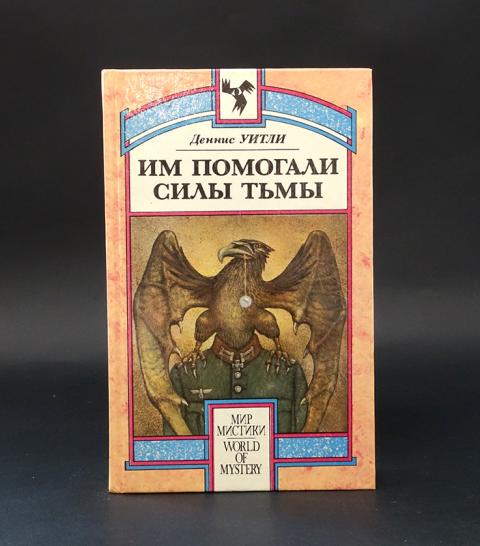 Деннис УИТЛИ
ИМ ПОМОГАЛИ
СИЛЫ ТЬМЫ
МИР
МИСТИКИ
WORLD
OF
MYSTERY